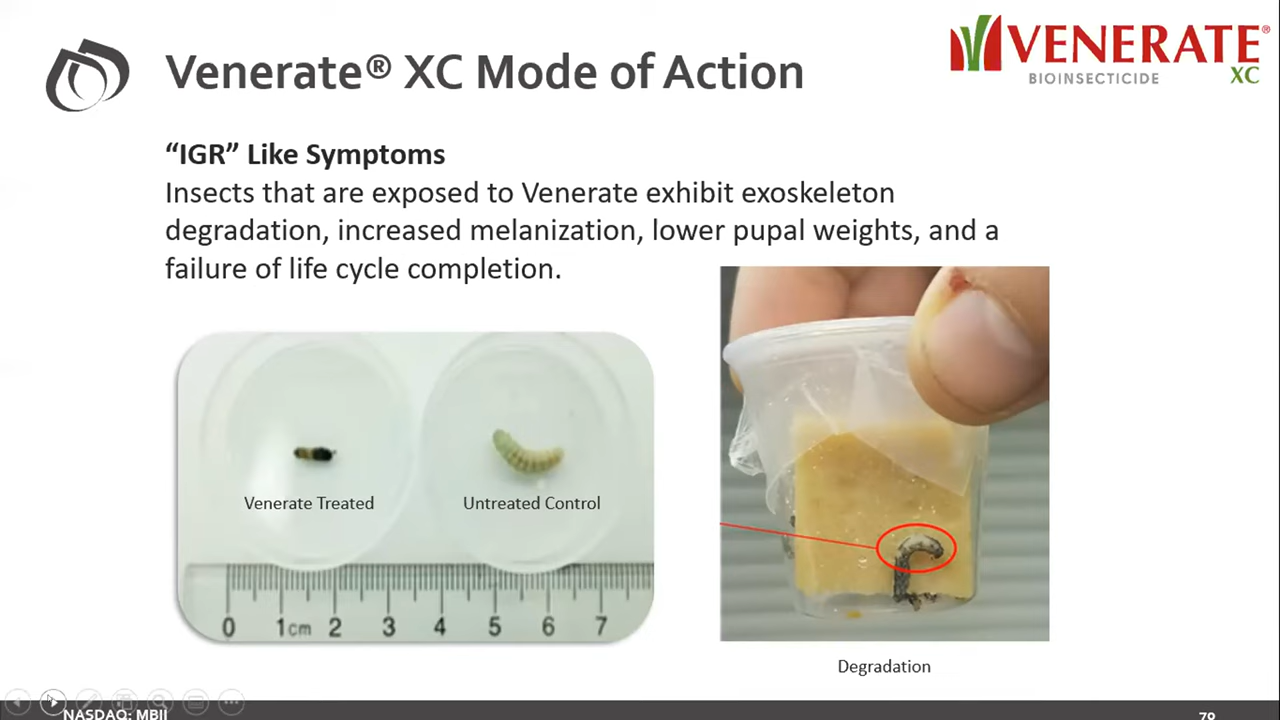 Venerate® XC Mode of Action
VENERATE®
BIOINSECTICIDE
XC
“IGR” Like Symptoms
Insects that are exposed to Venerate exhibit exoskeleton
degradation, increased melanization, lower pupal weights, and a
failure of life cycle completion.
Venerate Treated
Untreated Control
0 1cm 2 3 4 5 6 7
Degradation
NASDAQ: MBII